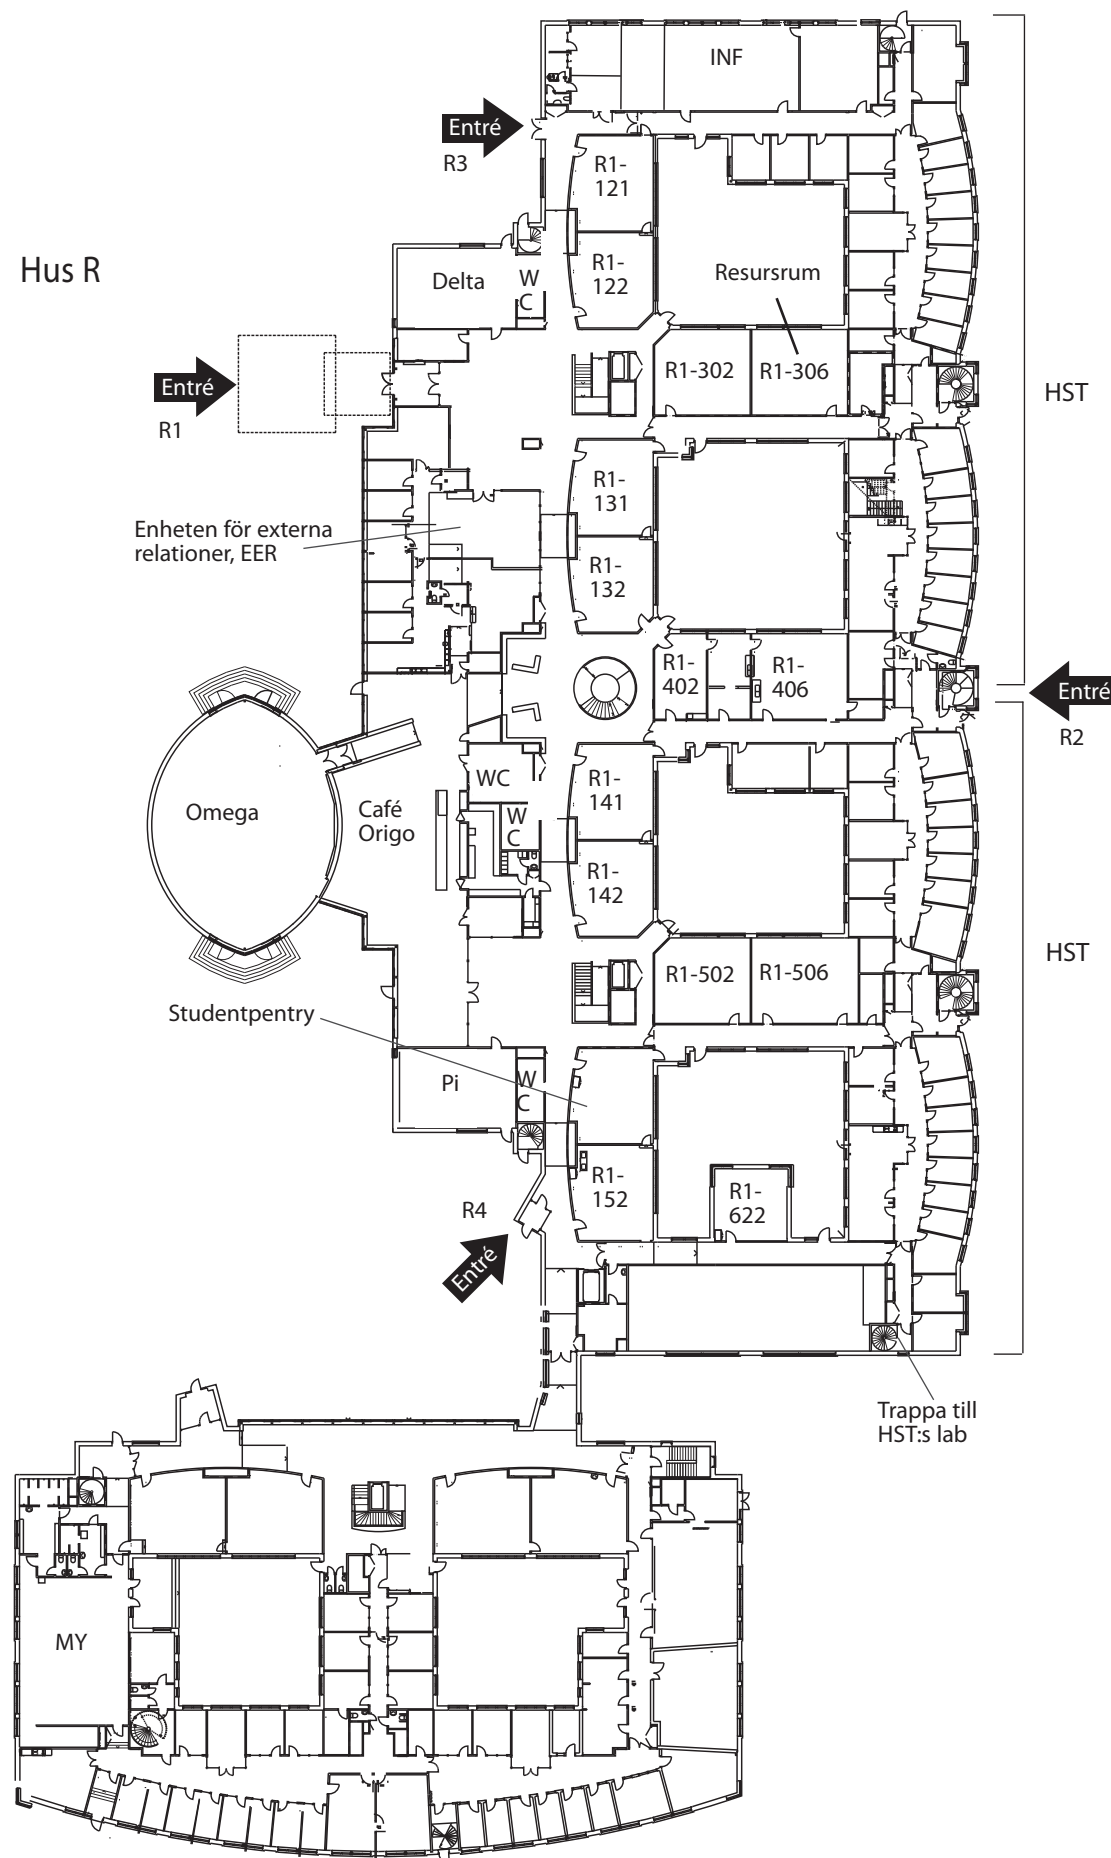 INF
Entré
R3
R1-
121
Hus R
Delta
W
C
R1-
122
Resursrum
Entré
R1
R1-302
R1-306
HST
R1-
131
Enheten för externa
relationer, EER
R1-
132
R1-
402
R1-
406
Entré
R2
Omega
Café
Origo
WC
W
C
R1-
141
R1-
142
HST
R1-502
R1-506
Studentpentry
Pi
W
C
R1-
152
R1-
622
R4
Entré
Trappa till
HST:s lab
MY